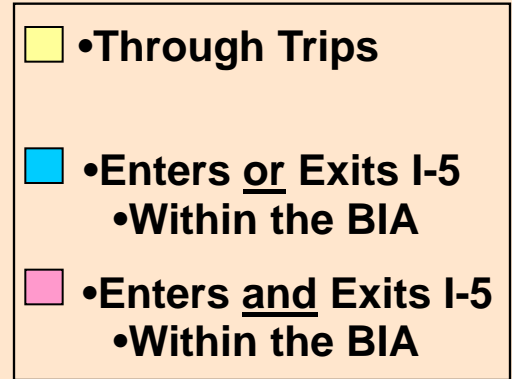 •Through Trips
•Enters or Exits I-5
•Within the BIA
•Enters and Exits I-5
•Within the BIA